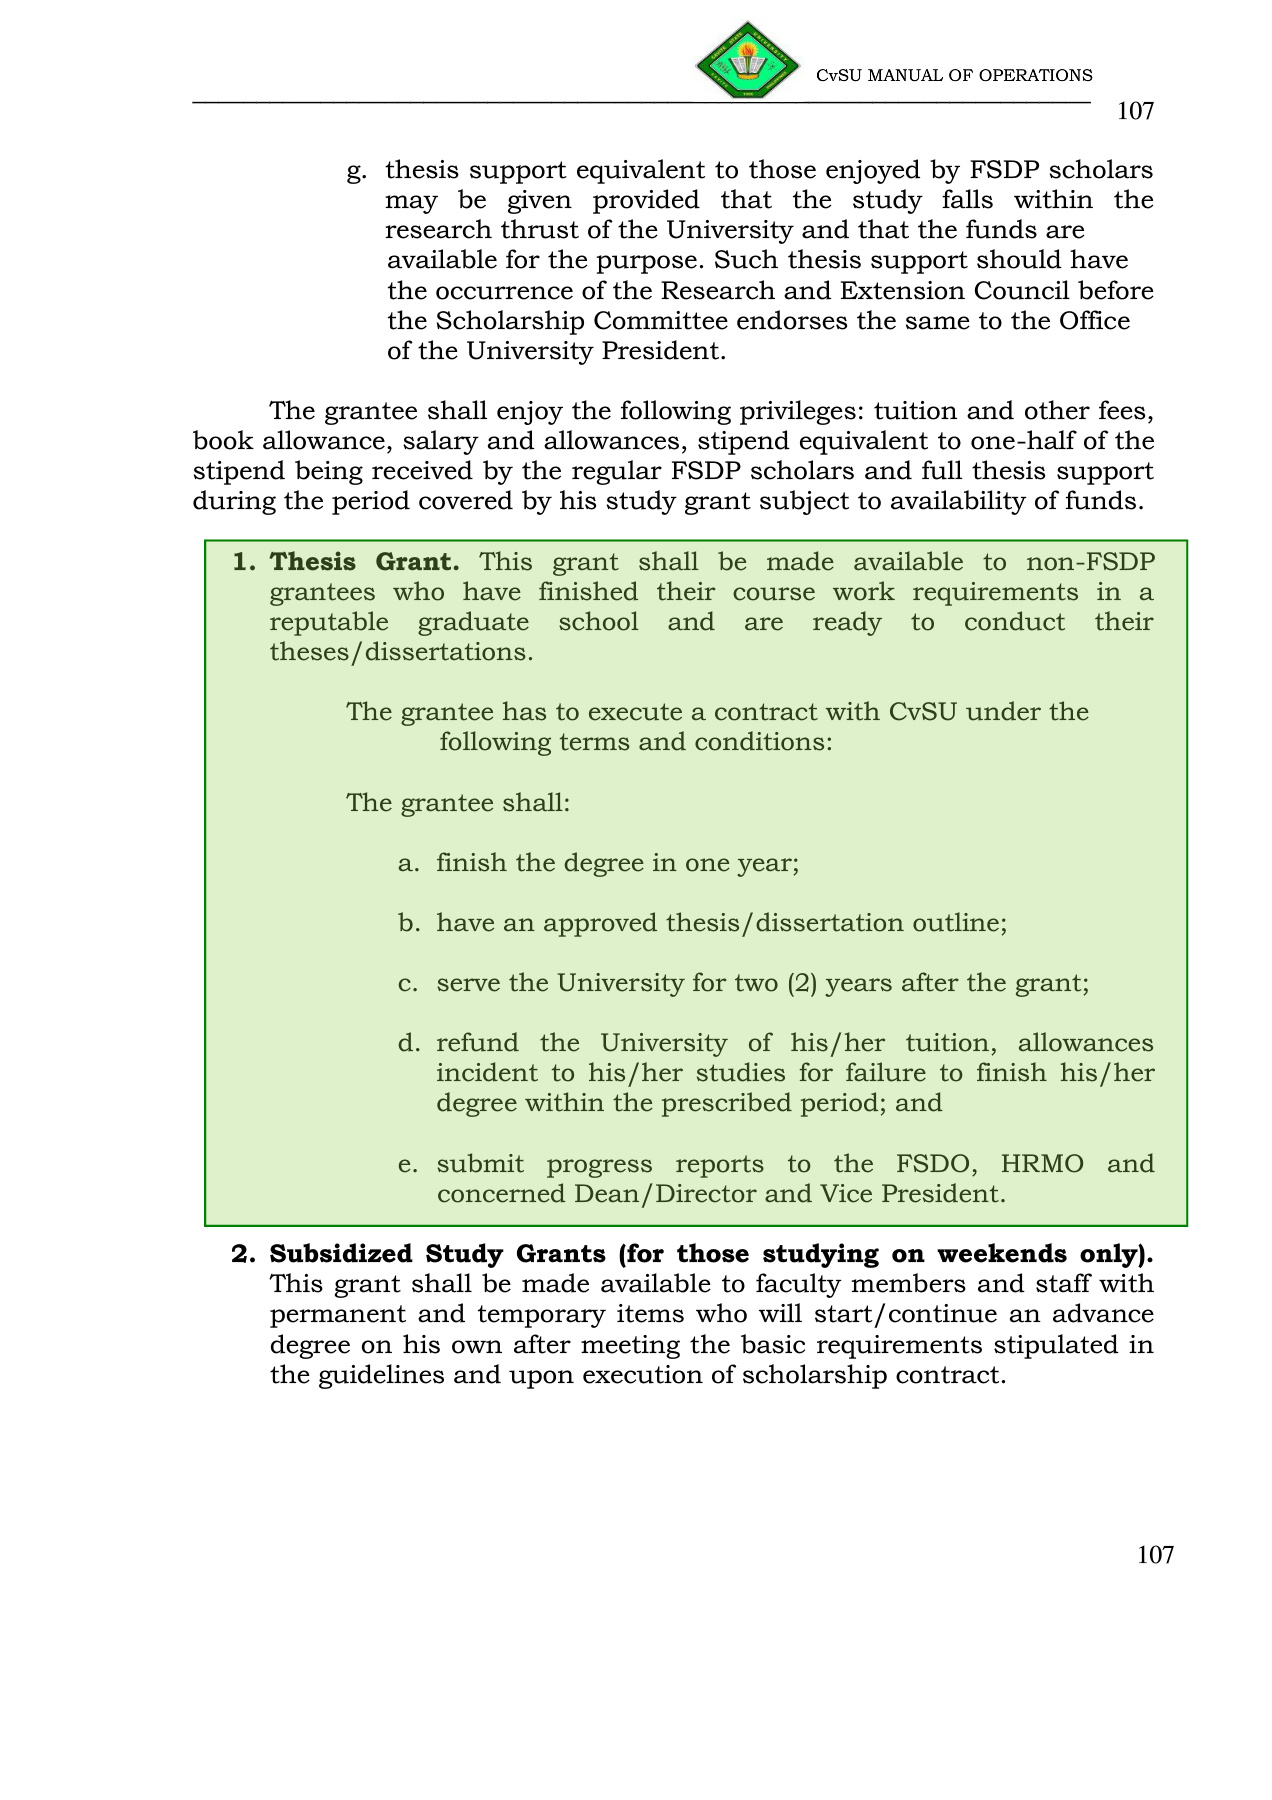 CvSU MANUAL OF OPERATIONS
107
g. thesis support equivalent to those enjoyed by FSDP scholars
may be given provided that the study falls within the
research thrust of the University and that the funds are
available for the purpose. Such thesis support should have
the occurrence of the Research and Extension Council before
the Scholarship Committee endorses the same to the Office
of the University President.
The grantee shall enjoy the following privileges: tuition and other fees,
book allowance, salary and allowances, stipend equivalent to one-half of the
stipend being received by the regular FSDP scholars and full thesis support
during the period covered by his study grant subject to availability of funds.
1. Thesis Grant. This grant shall be made available to non-FSDP
grantees who have finished their course work requirements in a
reputable graduate school and are ready to conduct their
theses/dissertations.
The grantee has to execute a contract with CvSU under the
following terms and conditions:
The grantee shall:
a. finish the degree in one year;
b. have an approved thesis/dissertation outline;
c. serve the University for two (2) years after the grant;
d. refund the University of his/her tuition, allowances
incident to his/her studies for failure to finish his/her
degree within the prescribed period; and
e. submit progress reports to the FSDO, HRMO and
concerned Dean/Director and Vice President.
2. Subsidized Study Grants (for those studying on weekends only).
This grant shall be made available to faculty members and staff with
permanent and temporary items who will start/continue an advance
degree on his own after meeting the basic requirements stipulated in
the guidelines and upon execution of scholarship contract.
107